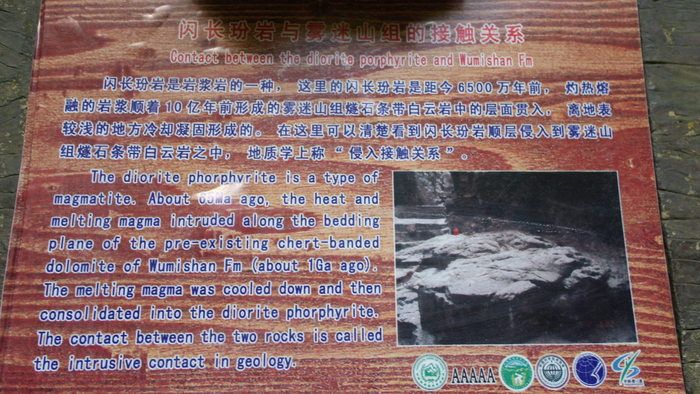 闪长玢岩与雾迷山组的接触关系
Contact between the diorite porphyrite and Wumishan Fm
闪长玢岩是岩浆岩的一种，这里的闪长玢岩是距今6500万年前，灼热熔
融的岩浆顺着10亿年前形成的雾迷山组燧石条带白云岩中的层面贯入，离地表
较浅的地方冷却凝固形成的。在这里可以清楚看到闪长玢岩顺层侵入到雾迷山
组燧石条带白云岩之中，地质学上称“侵入接触关系”。
The diorite phorphyrite is a type of
magmatite. About 65Ma ago, the heat and
melting magma intruded along the bedding
plane of the pre-existing chert-banded
dolomite of Wumishan Fm (about 1Ga ago).
The melting magma was cooled down and then
consolidated into the diorite phorphyrite.
The contact between the two rocks is called
the intrusive contact in geology.
AAAAA